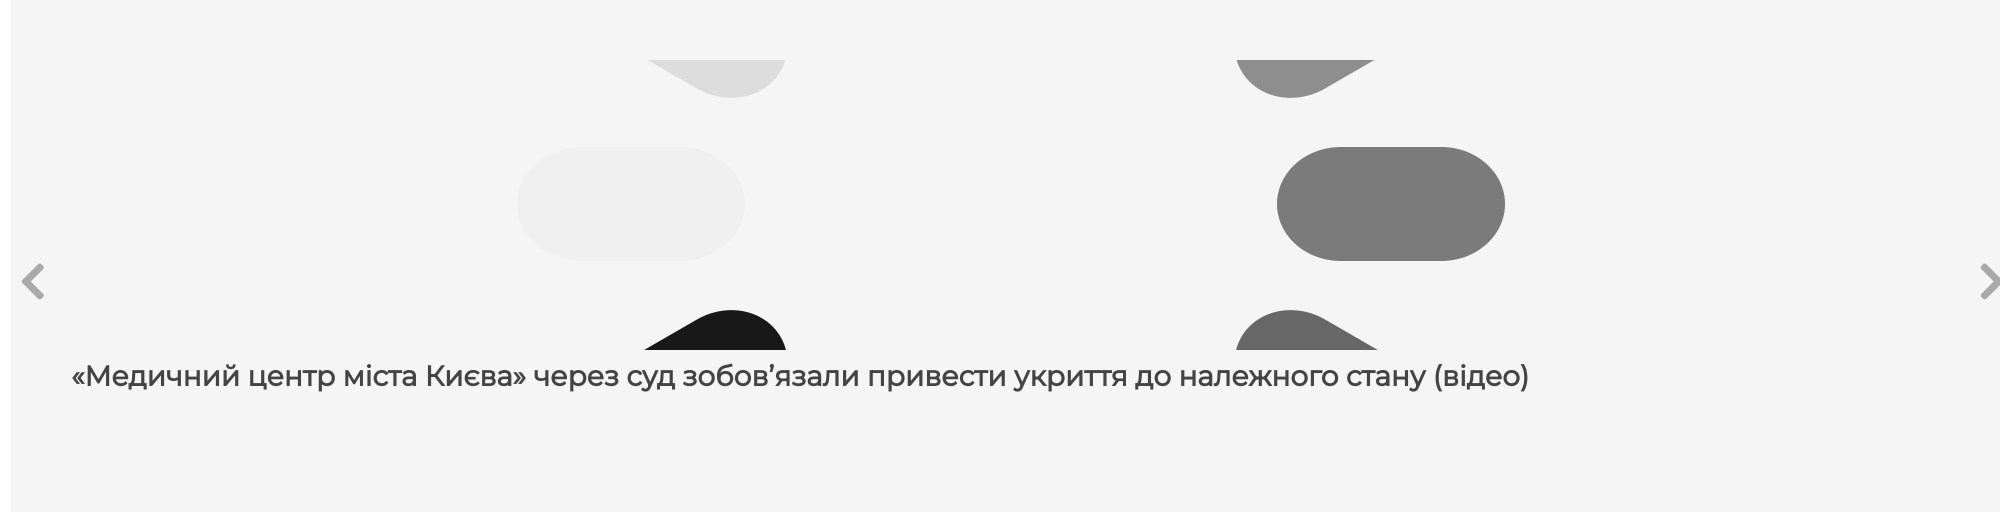 «Медичний центр міста Києва» через суд зобов’язали привести укриття до належного стану (відео)